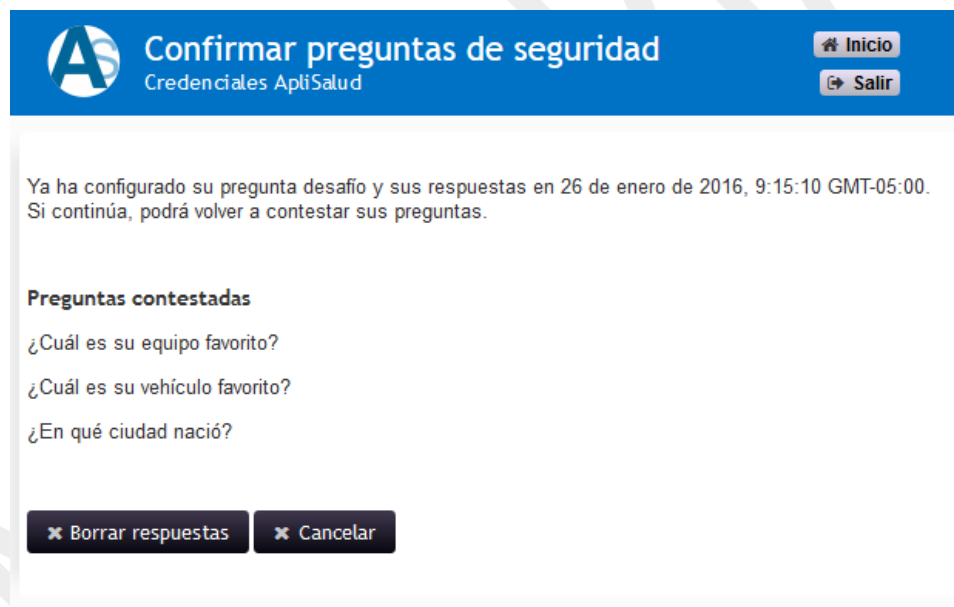 AS
Confirmar preguntas de seguridad
Credenciales ApliSalud
Inicio
Salir
Ya ha configurado su pregunta desafío y sus respuestas en 26 de enero de 2016, 9:15:10 GMT-05:00.
Si continúa, podrá volver a contestar sus preguntas.
Preguntas contestadas
¿Cuál es su equipo favorito?
¿Cuál es su vehículo favorito?
¿En qué ciudad nació?
Borrar respuestas
Cancelar